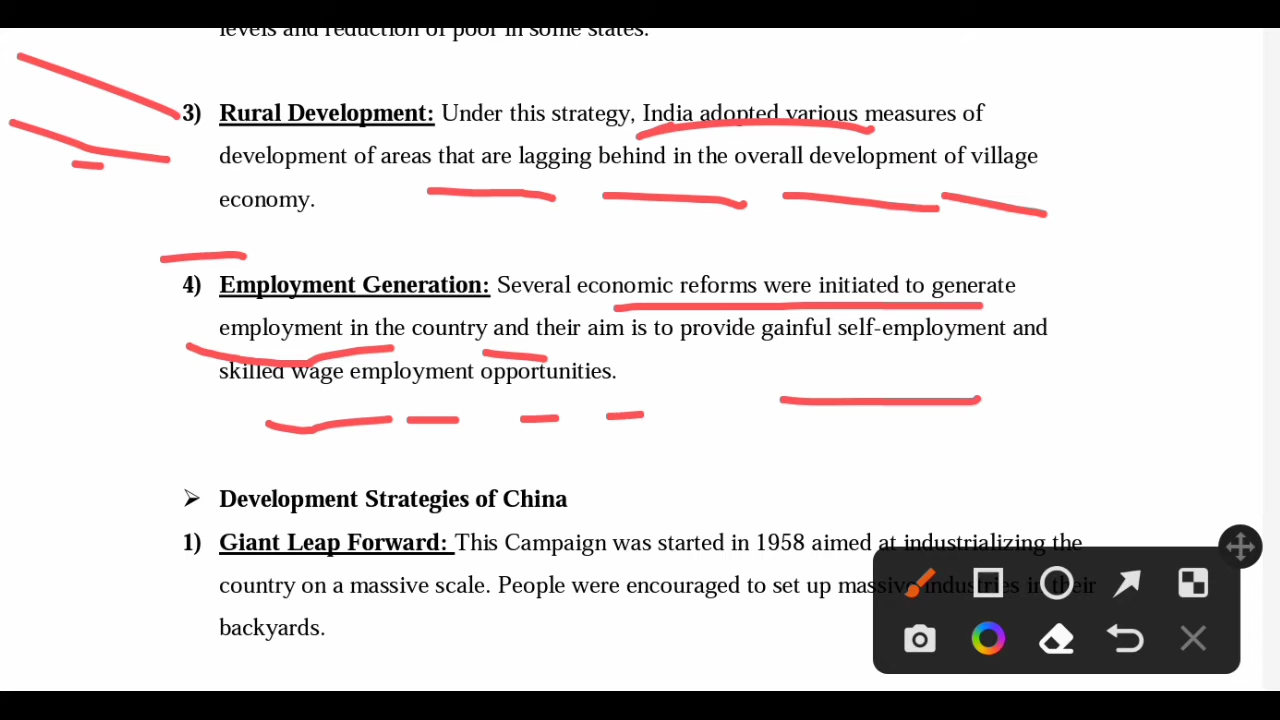 levels and reduction of poor in some states.
3) Rural Development: Under this strategy, India adopted various measures of
development of areas that are lagging behind in the overall development of village
economy.
4) Employment Generation: Several economic reforms were initiated to generate
employment in the country and their aim is to provide gainful self-employment and
skilled wage employment opportunities.
➢ Development Strategies of China
1) Giant Leap Forward: This Campaign was started in 1958 aimed at industrializing the
country on a massive scale. People were encouraged to set up massive industries in their
backyards.